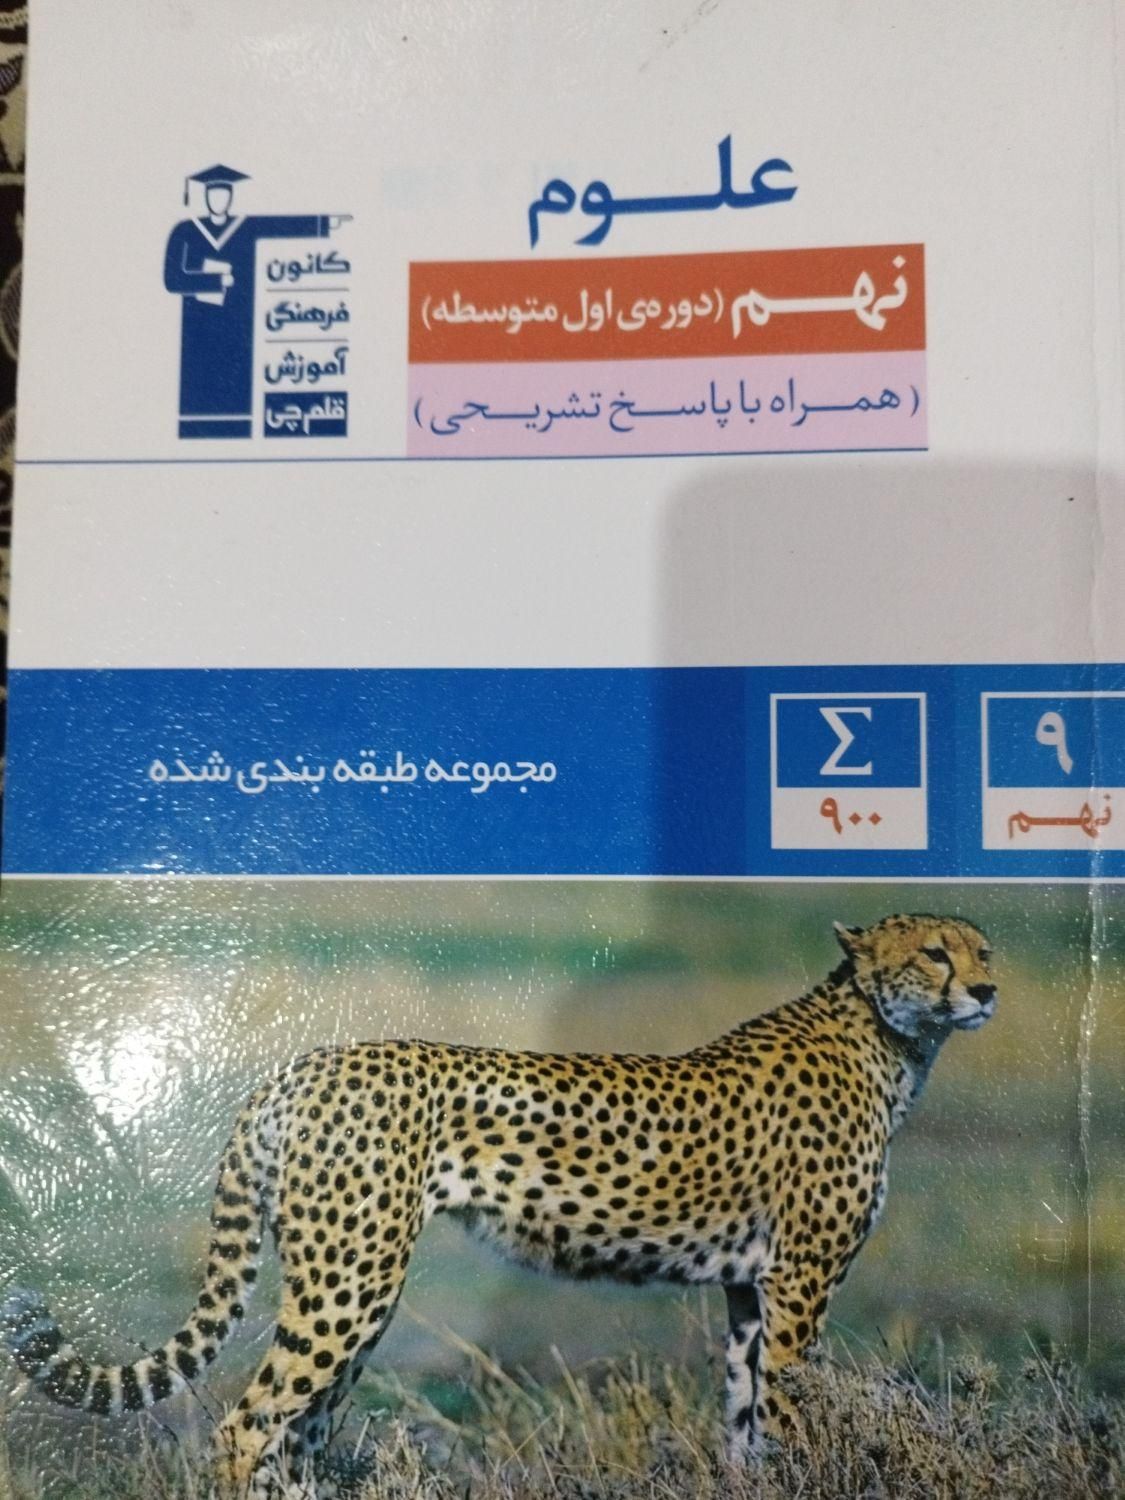 علوم
نهم (دوره‌ی اول متوسطه)
(همراه با پاسخ تشریحی)
کانون
فرهنگی
آموزش
قلم‌چی
۹
نهم
Σ
۹۰۰
مجموعه طبقه بندی شده